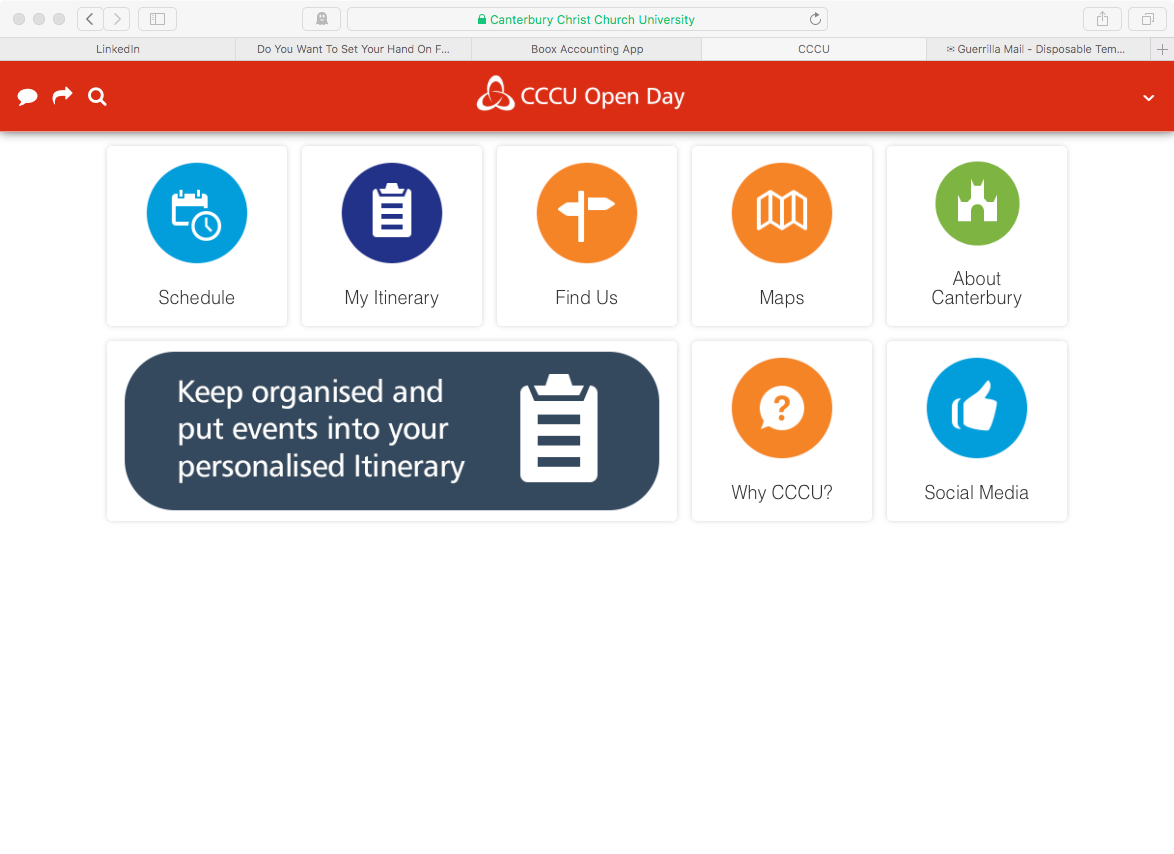 Canterbury Christ Church University
LinkedIn
Do You Want To Set Your Hand On F...
Boox Accounting App
CCCU
Guerrilla Mail - Disposable Tem...
CCCU Open Day
Schedule
My Itinerary
Find Us
Maps
About
Canterbury
Keep organised and
put events into your
personalised Itinerary
?
Why CCCU?
Social Media